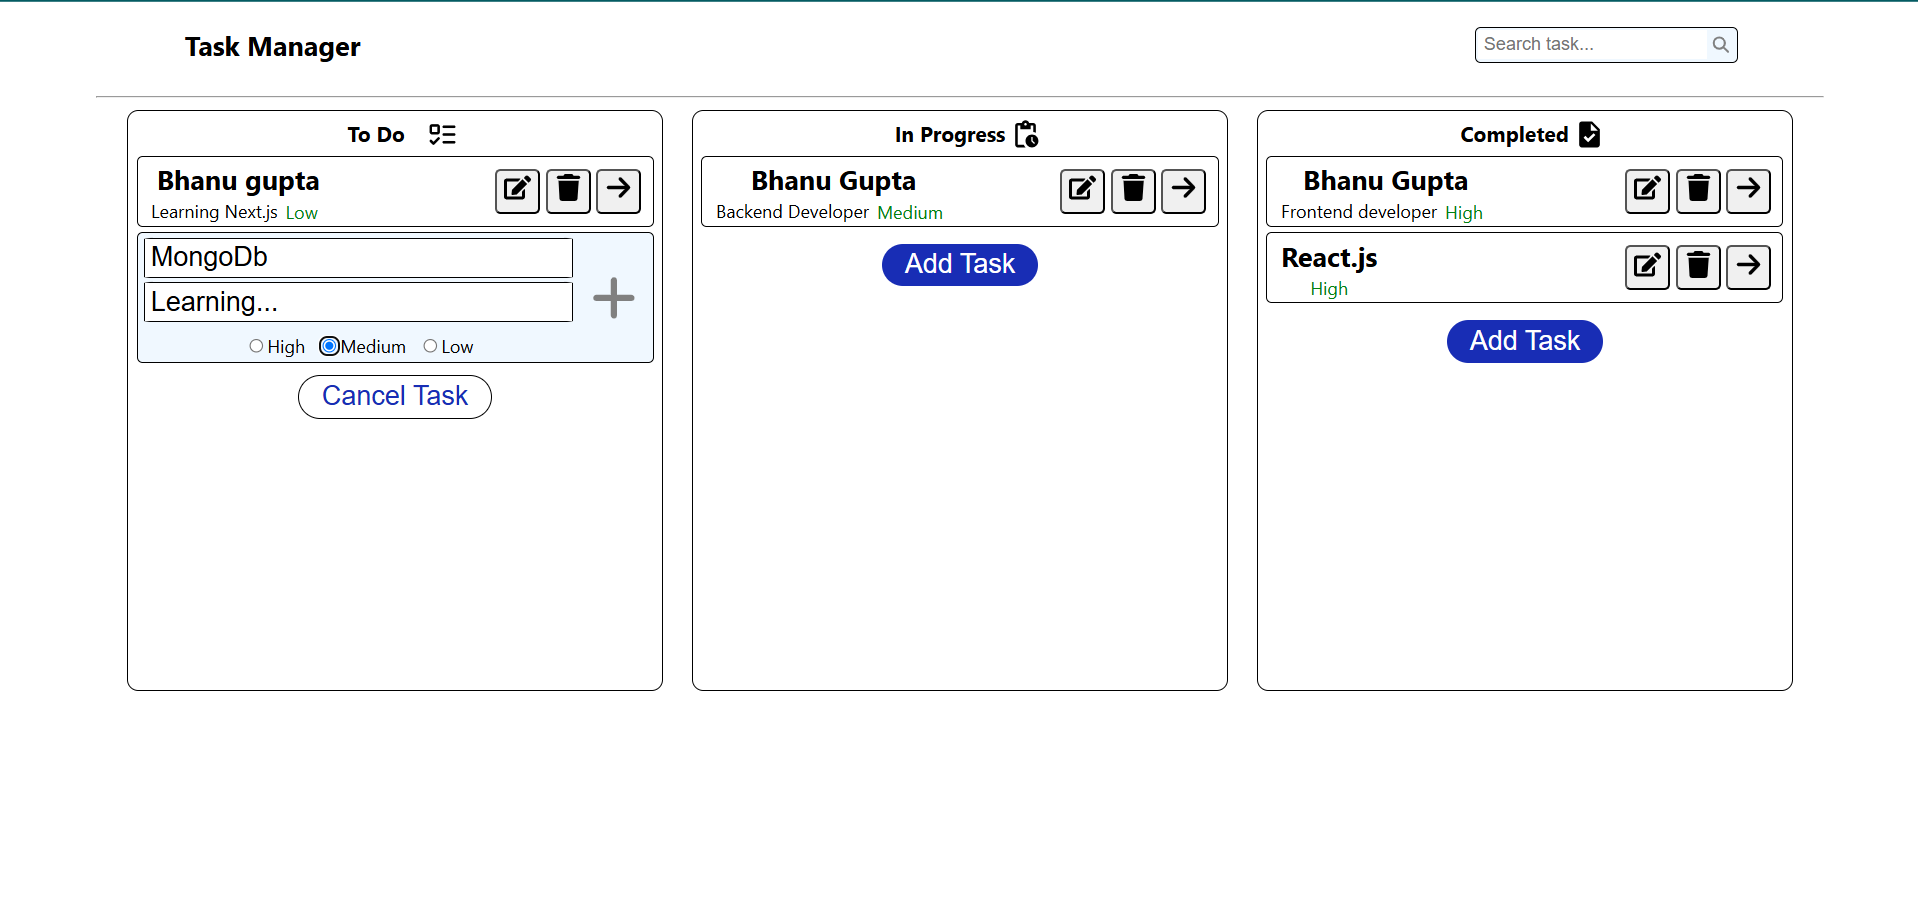 Task Manager
Search task...
To Do
Bhanu gupta
Learning Next.js Low
MongoDb
Learning...
High Medium Low
Cancel Task
In Progress
Bhanu Gupta
Backend Developer Medium
Add Task
Completed
Bhanu Gupta
Frontend developer High
React.js
High
Add Task